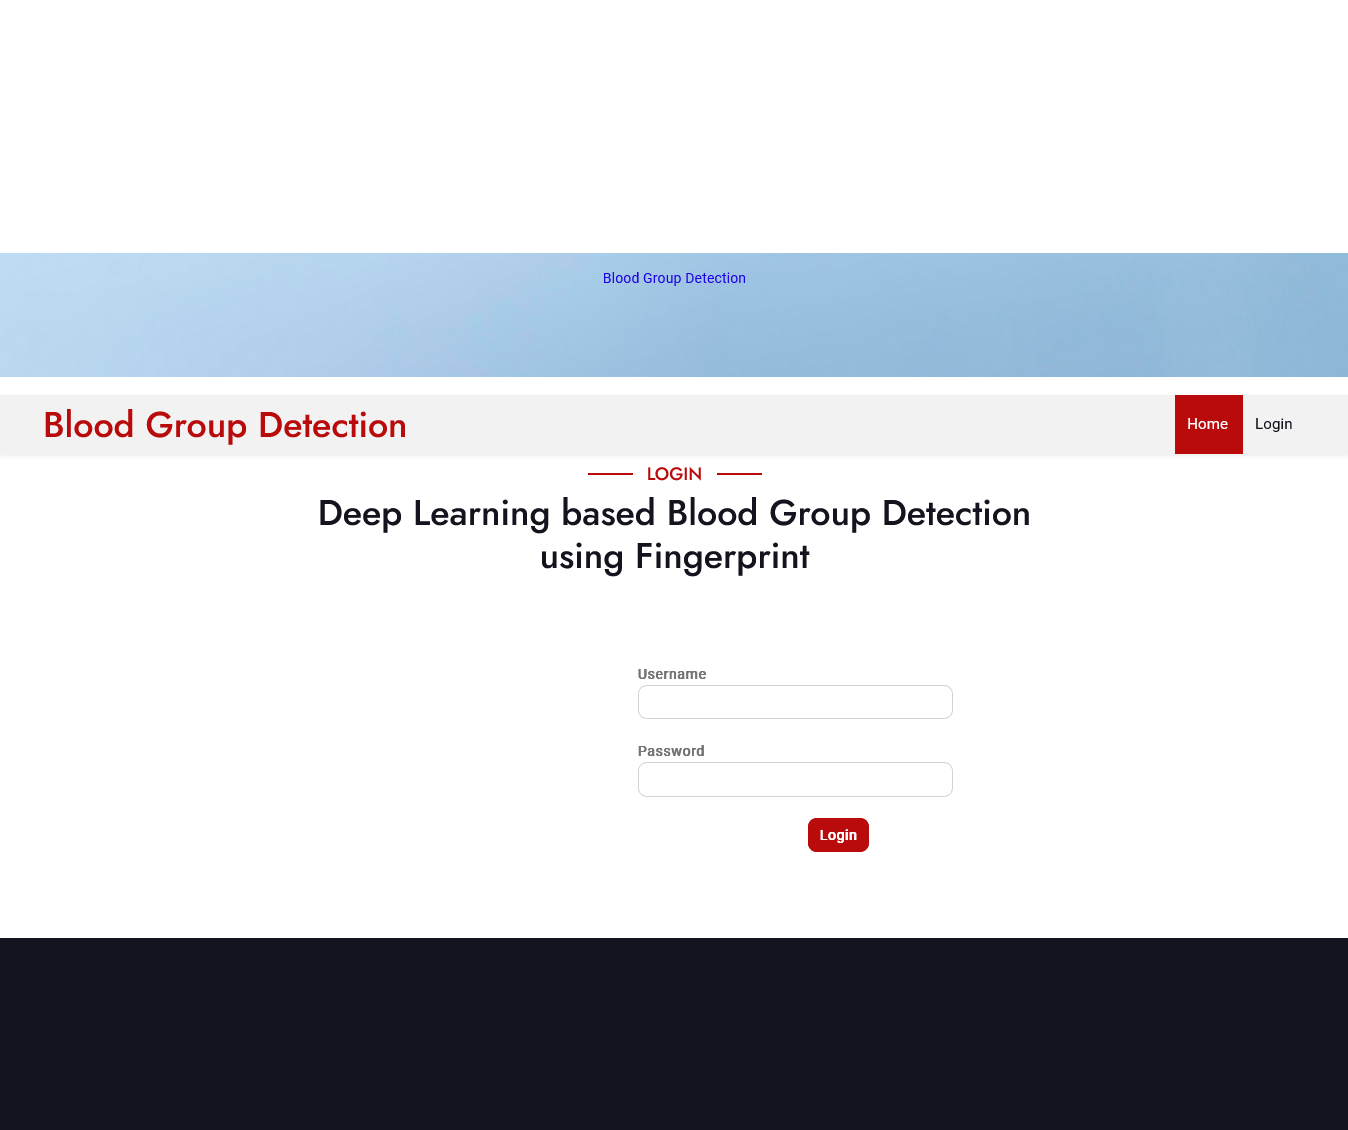 Blood Group Detection
Blood Group Detection
Home
Login
LOGIN
Deep Learning based Blood Group Detection
using Fingerprint
Username
Password
Login